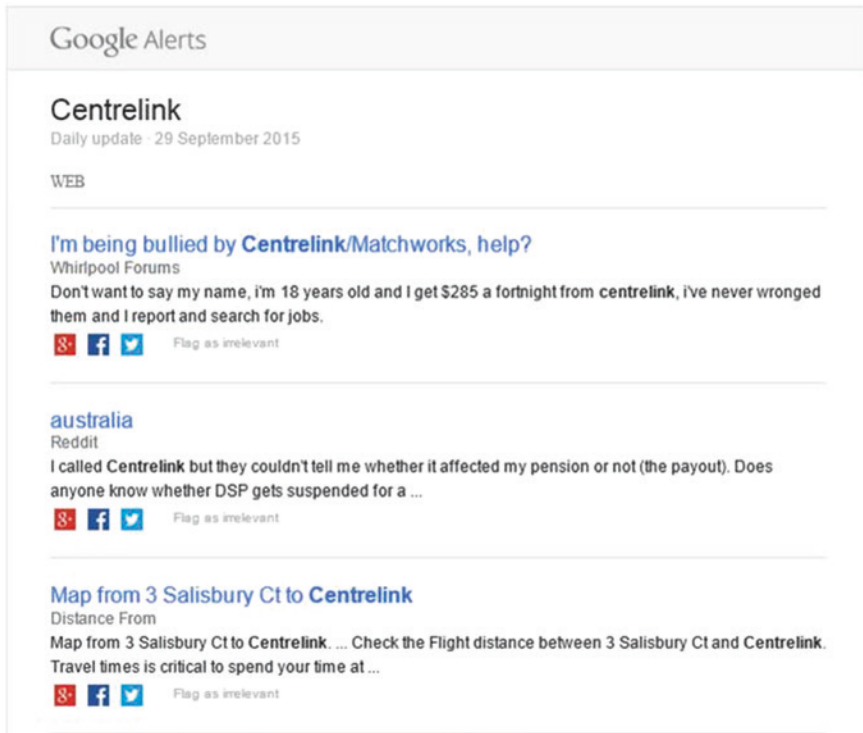 Google Alerts
Centrelink
Daily update · 29 September 2015
WEB
I'm being bullied by Centrelink/Matchworks, help?
Whirlpool Forums
Don't want to say my name, i'm 18 years old and I get $285 a fortnight from centrelink, i've never wronged
them and I report and search for jobs.
Flag as irrelevant
australia
Reddit
I called Centrelink but they couldn't tell me whether it affected my pension or not (the payout). Does
anyone know whether DSP gets suspended for a ...
Flag as irrelevant
Map from 3 Salisbury Ct to Centrelink
Distance From
Map from 3 Salisbury Ct to Centrelink. ... Check the Flight distance between 3 Salisbury Ct and Centrelink.
Travel times is critical to spend your time at ...
Flag as irrelevant